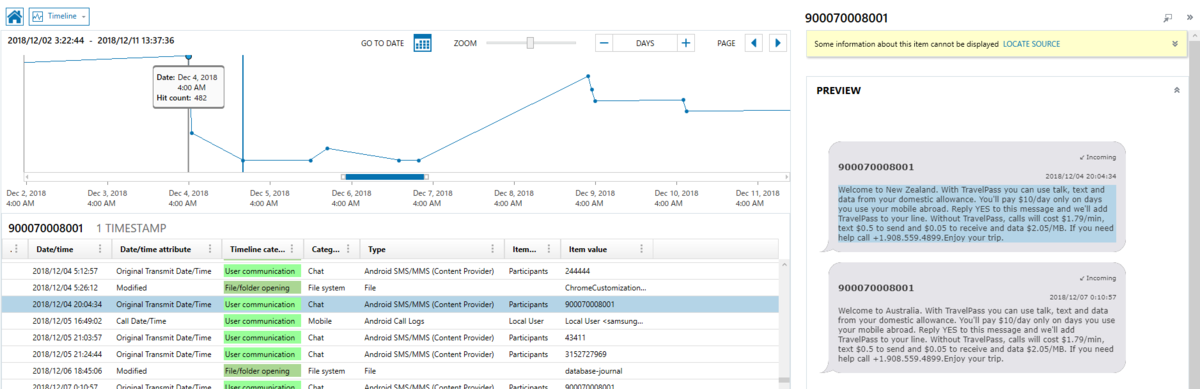 Timeline
2018/12/02 3:22:44 - 2018/12/11 13:37:36
GO TO DATE
ZOOM
DAYS
PAGE
Date: Dec 4, 2018
4:00 AM
Hit count: 482
Dec 2, 2018 Dec 3, 2018 Dec 4, 2018 Dec 5, 2018 Dec 6, 2018 Dec 7, 2018 Dec 8, 2018 Dec 9, 2018 Dec 10, 2018 Dec 11, 2018
4:00 AM 4:00 AM 4:00 AM 4:00 AM 4:00 AM 4:00 AM 4:00 AM 4:00 AM 4:00 AM 4:00 AM
900070008001 1 TIMESTAMP
. Date/time Date/time attribute Timeline cate... Categ... Type Item... Item value
2018/12/04 5:12:57 Original Transmit Date/Time User communication Chat Android SMS/MMS (Content Provider) Participants 244444
2018/12/04 5:26:12 Modified File/folder opening File system File ChromeCustomization...
2018/12/04 20:04:34 Original Transmit Date/Time User communication Chat Android SMS/MMS (Content Provider) Participants 900070008001
2018/12/05 16:49:02 Call Date/Time User communication Mobile Android Call Logs Local User Local User <samsung...
2018/12/05 21:03:57 Original Transmit Date/Time User communication Chat Android SMS/MMS (Content Provider) Participants 43411
2018/12/05 21:24:44 Original Transmit Date/Time User communication Chat Android SMS/MMS (Content Provider) Participants 3152727969
2018/12/06 18:45:06 Modified File/folder opening File system File database-journal
2018/12/07 0:10:57 Original Transmit Date/Time User communication Chat Android SMS/MMS (Content Provider) Participants 900070008001
900070008001
Some information about this item cannot be displayed LOCATE SOURCE
PREVIEW
Incoming
900070008001
2018/12/04 20:04:34
Welcome to New Zealand. With TravelPass you can use talk, text and
data from your domestic allowance. You'll pay $10/day only on days
you use your mobile abroad. Reply YES to this message and we'll add
TravelPass to your line. Without TravelPass, calls will cost $1.79/min,
text $0.5 to send and $0.05 to receive and data $2.05/MB. If you need
help call +1.908.559.4899.Enjoy your trip.
Incoming
900070008001
2018/12/07 0:10:57
Welcome to Australia. With TravelPass you can use talk, text and data
from your domestic allowance. You'll pay $10/day only on days you use
your mobile abroad. Reply YES to this message and we'll add
TravelPass to your line. Without TravelPass, calls will cost $1.79/min,
text $0.5 to send and $0.05 to receive and data $2.05/MB. If you need
help call +1.908.559.4899.Enjoy your trip.